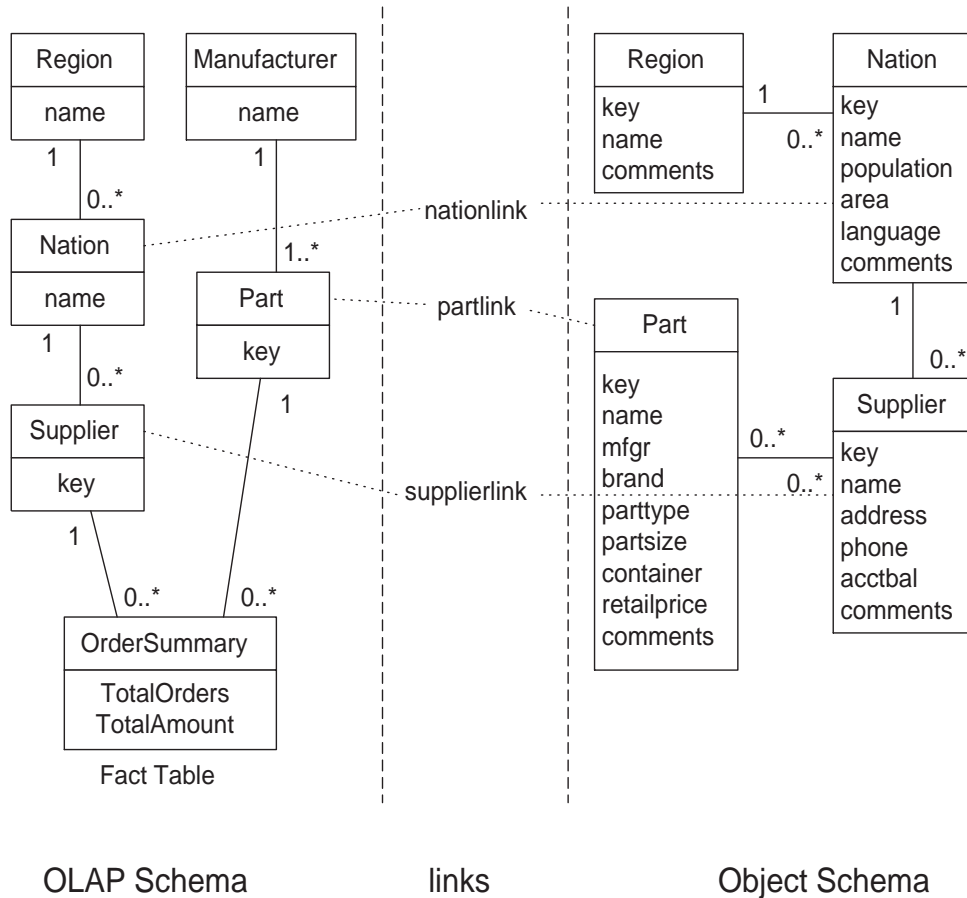 Region
name
1
0..*
Nation
name
1
0..*
Supplier
key
1
0..*
Manufacturer
name
1
1..*
Part
key
1
0..*
OrderSummary
TotalOrders
TotalAmount
Fact Table
nationlink
partlink
supplierlink
Region
key
name
comments
1
0..*
Nation
key
name
population
area
language
comments
1
0..*
Part
key
name
mfgr
brand
parttype
partsize
container
retailprice
comments
0..*
0..*
Supplier
key
name
address
phone
acctbal
comments
OLAP Schema
links
Object Schema